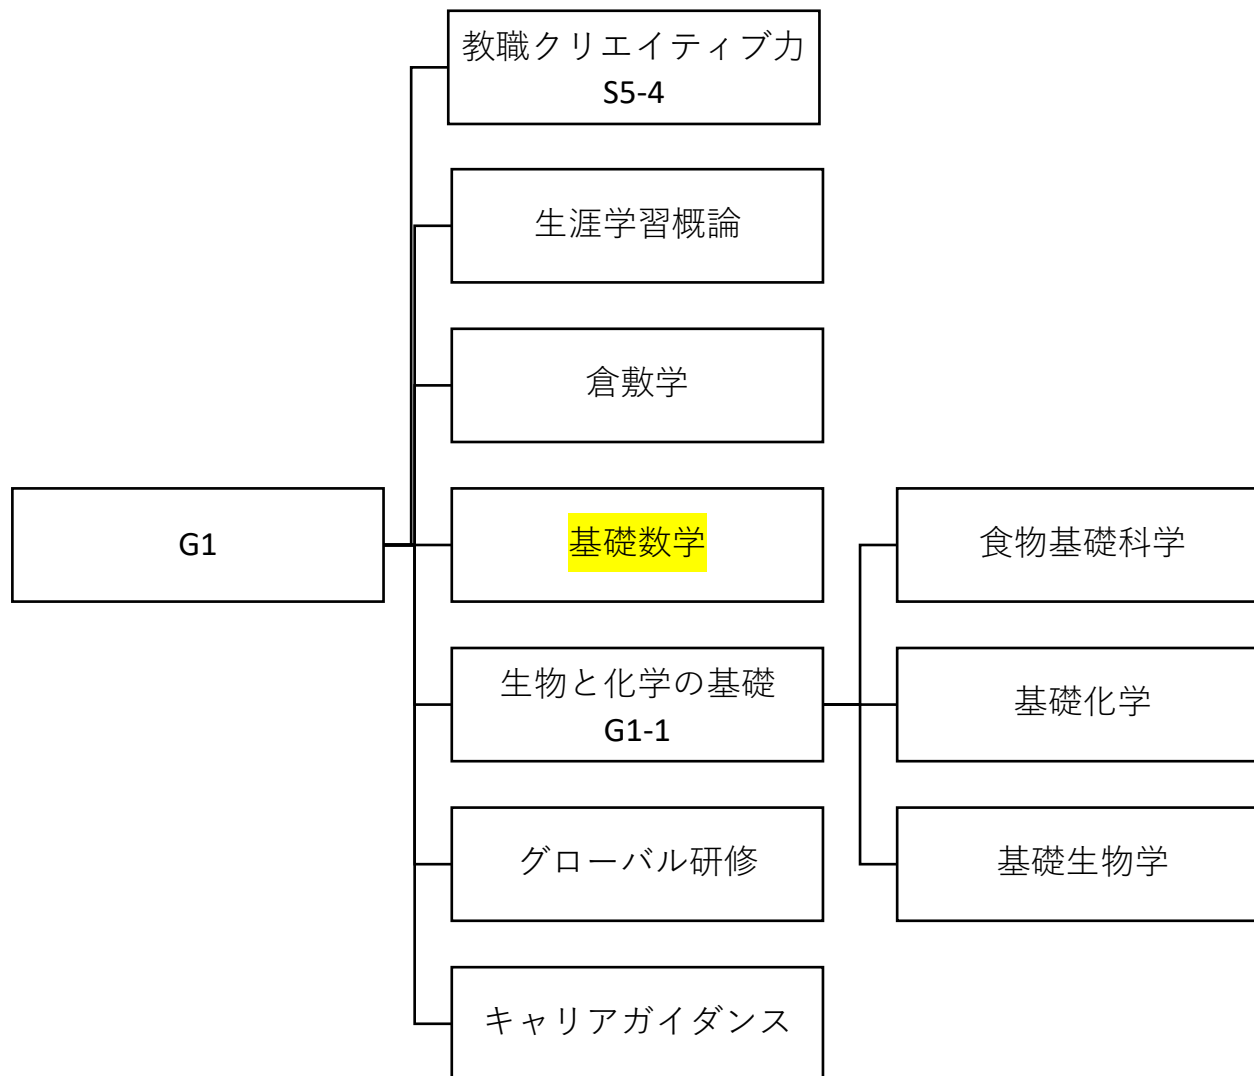 教職クリエイティブ力
S5-4
生涯学習概論
倉敷学
G1
基礎数学
食物基礎科学
生物と化学の基礎
G1-1
基礎化学
グローバル研修
基礎生物学
キャリアガイダンス